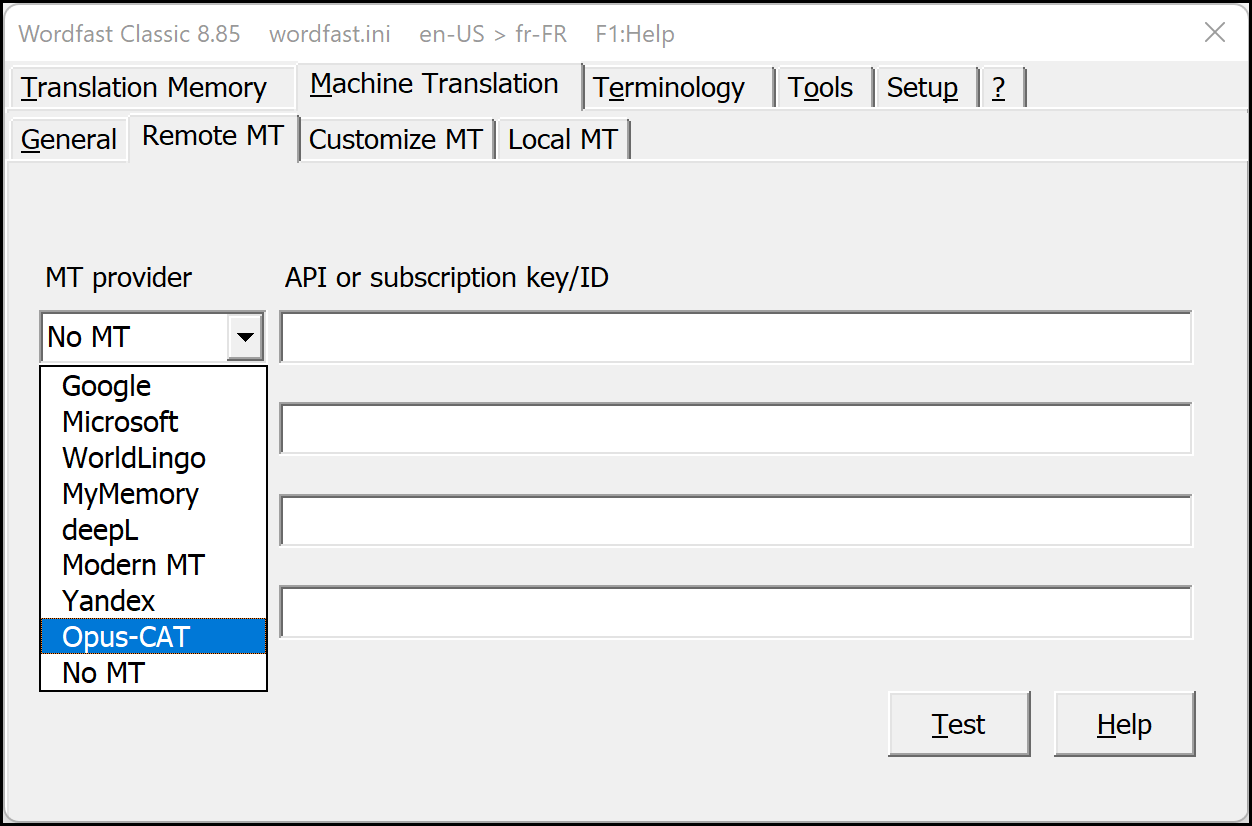 Wordfast Classic 8.85 wordfast.ini en-US > fr-FR F1:Help
Translation Memory Machine Translation Terminology Tools Setup ?
General Remote MT Customize MT Local MT
MT provider API or subscription key/ID
No MT
Google
Microsoft
WorldLingo
MyMemory
deepL
Modern MT
Yandex
Opus-CAT
No MT
Test Help